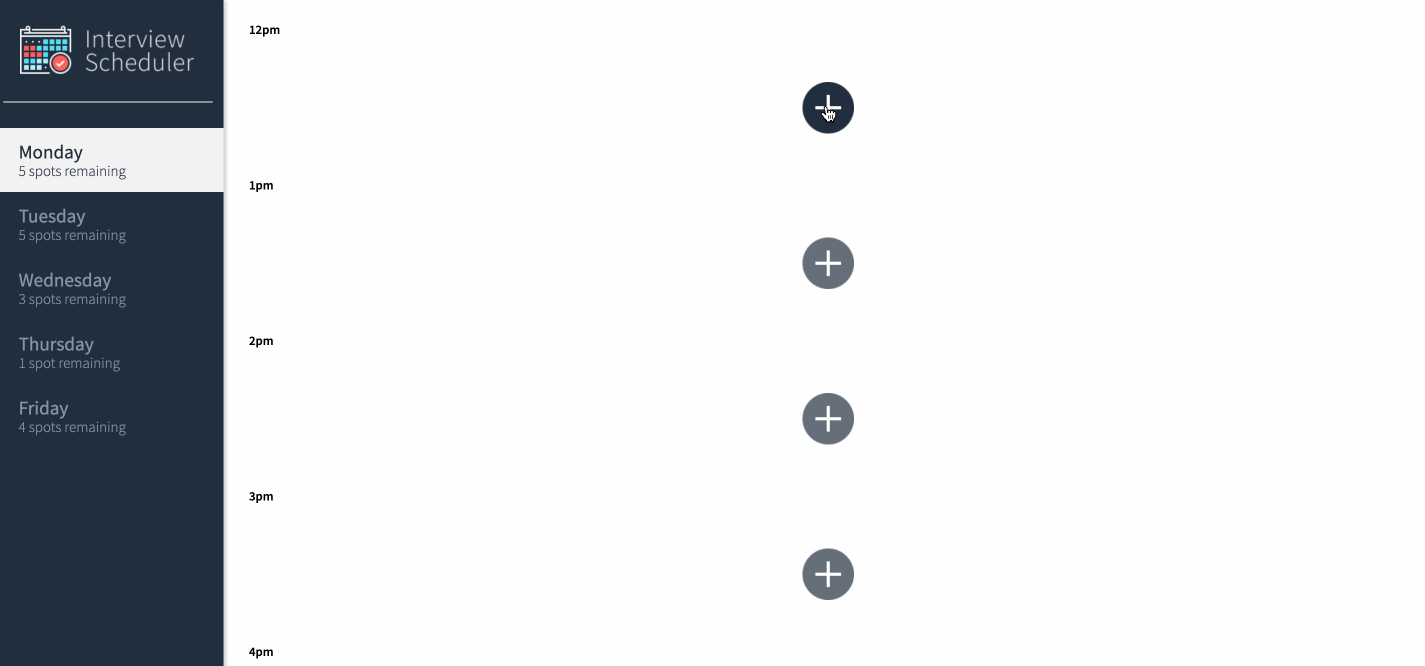 Interview
Scheduler
Monday
5 spots remaining
Tuesday
5 spots remaining
Wednesday
3 spots remaining
Thursday
1 spot remaining
Friday
4 spots remaining
12pm
1pm
2pm
3pm
4pm